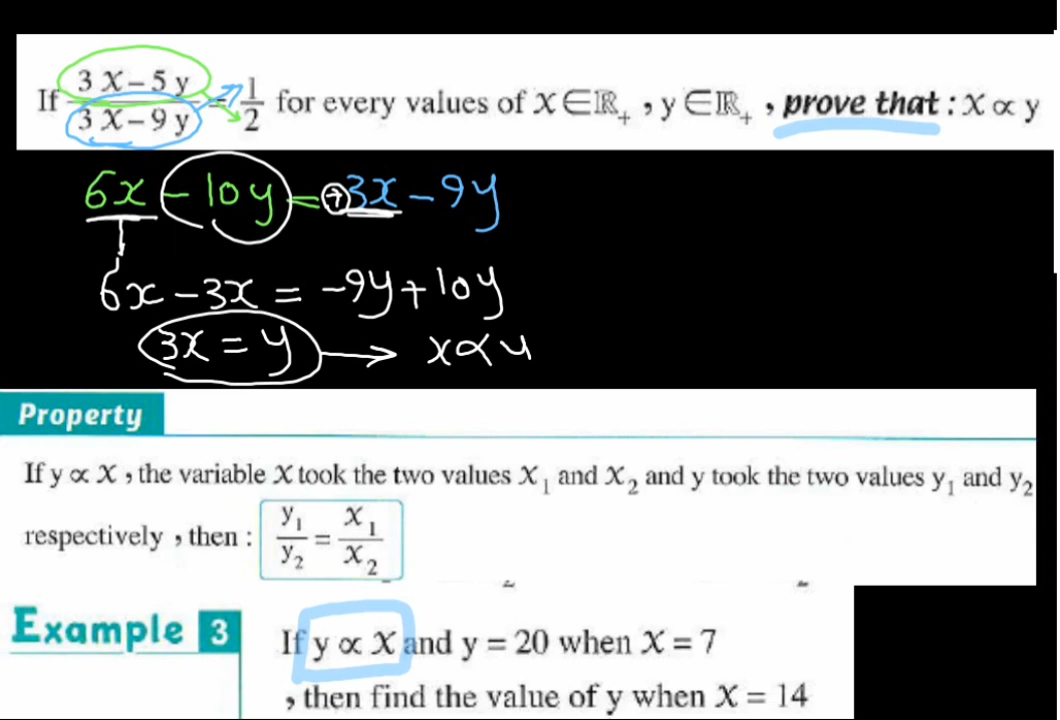 If (3X – 5y)/(3X – 9y) = 1/2 for every values of X ∈ ℝ₊ , y ∈ ℝ₊ , prove that : X ∝ y
6x – 10y = + 3x – 9y
6x – 3x = –9y + 10y
3x = y → x ∝ y
Property
If y ∝ X , the variable X took the two values X₁ and X₂ and y took the two values y₁ and y₂
respectively , then : y₁/y₂ = X₁/X₂
Example 3
If y ∝ X and y = 20 when X = 7
, then find the value of y when X = 14